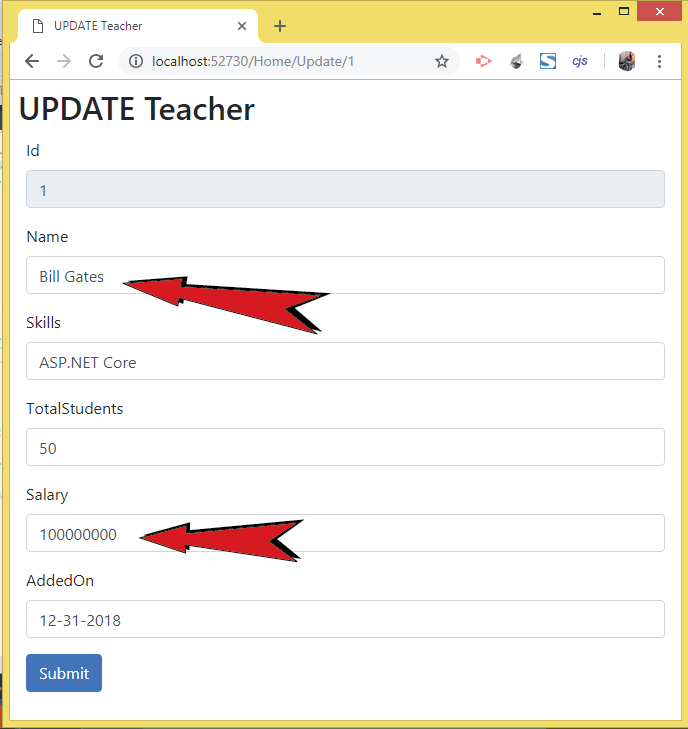 UPDATE Teacher
localhost:52730/Home/Update/1
cjs
UPDATE Teacher
Id
1
Name
Bill Gates
Skills
ASP.NET Core
TotalStudents
50
Salary
100000000
AddedOn
12-31-2018
Submit